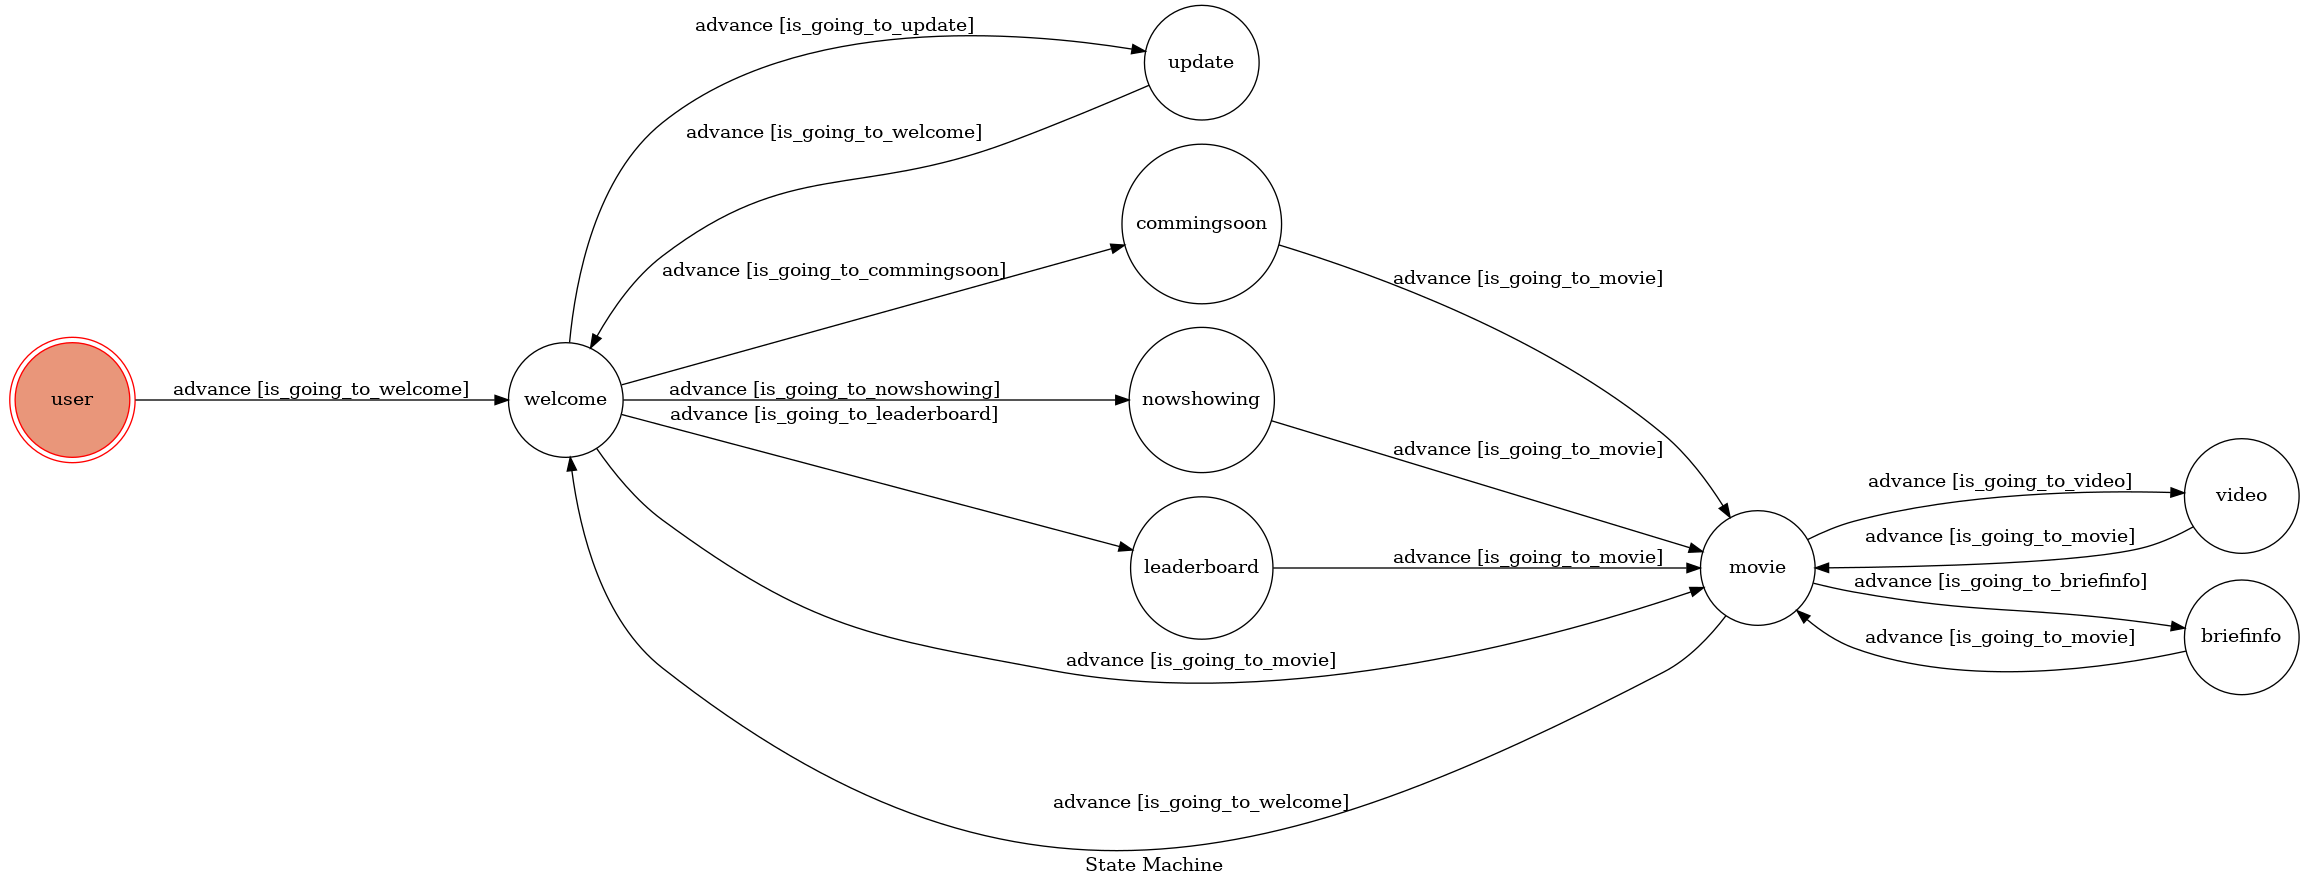 advance [is_going_to_update]
update
advance [is_going_to_welcome]
commingsoon
advance [is_going_to_commingsoon]
advance [is_going_to_movie]
user
advance [is_going_to_welcome]
welcome
advance [is_going_to_nowshowing]
nowshowing
advance [is_going_to_leaderboard]
advance [is_going_to_movie]
leaderboard
advance [is_going_to_movie]
movie
advance [is_going_to_video]
video
advance [is_going_to_movie]
advance [is_going_to_briefinfo]
briefinfo
advance [is_going_to_movie]
advance [is_going_to_movie]
advance [is_going_to_welcome]
State Machine